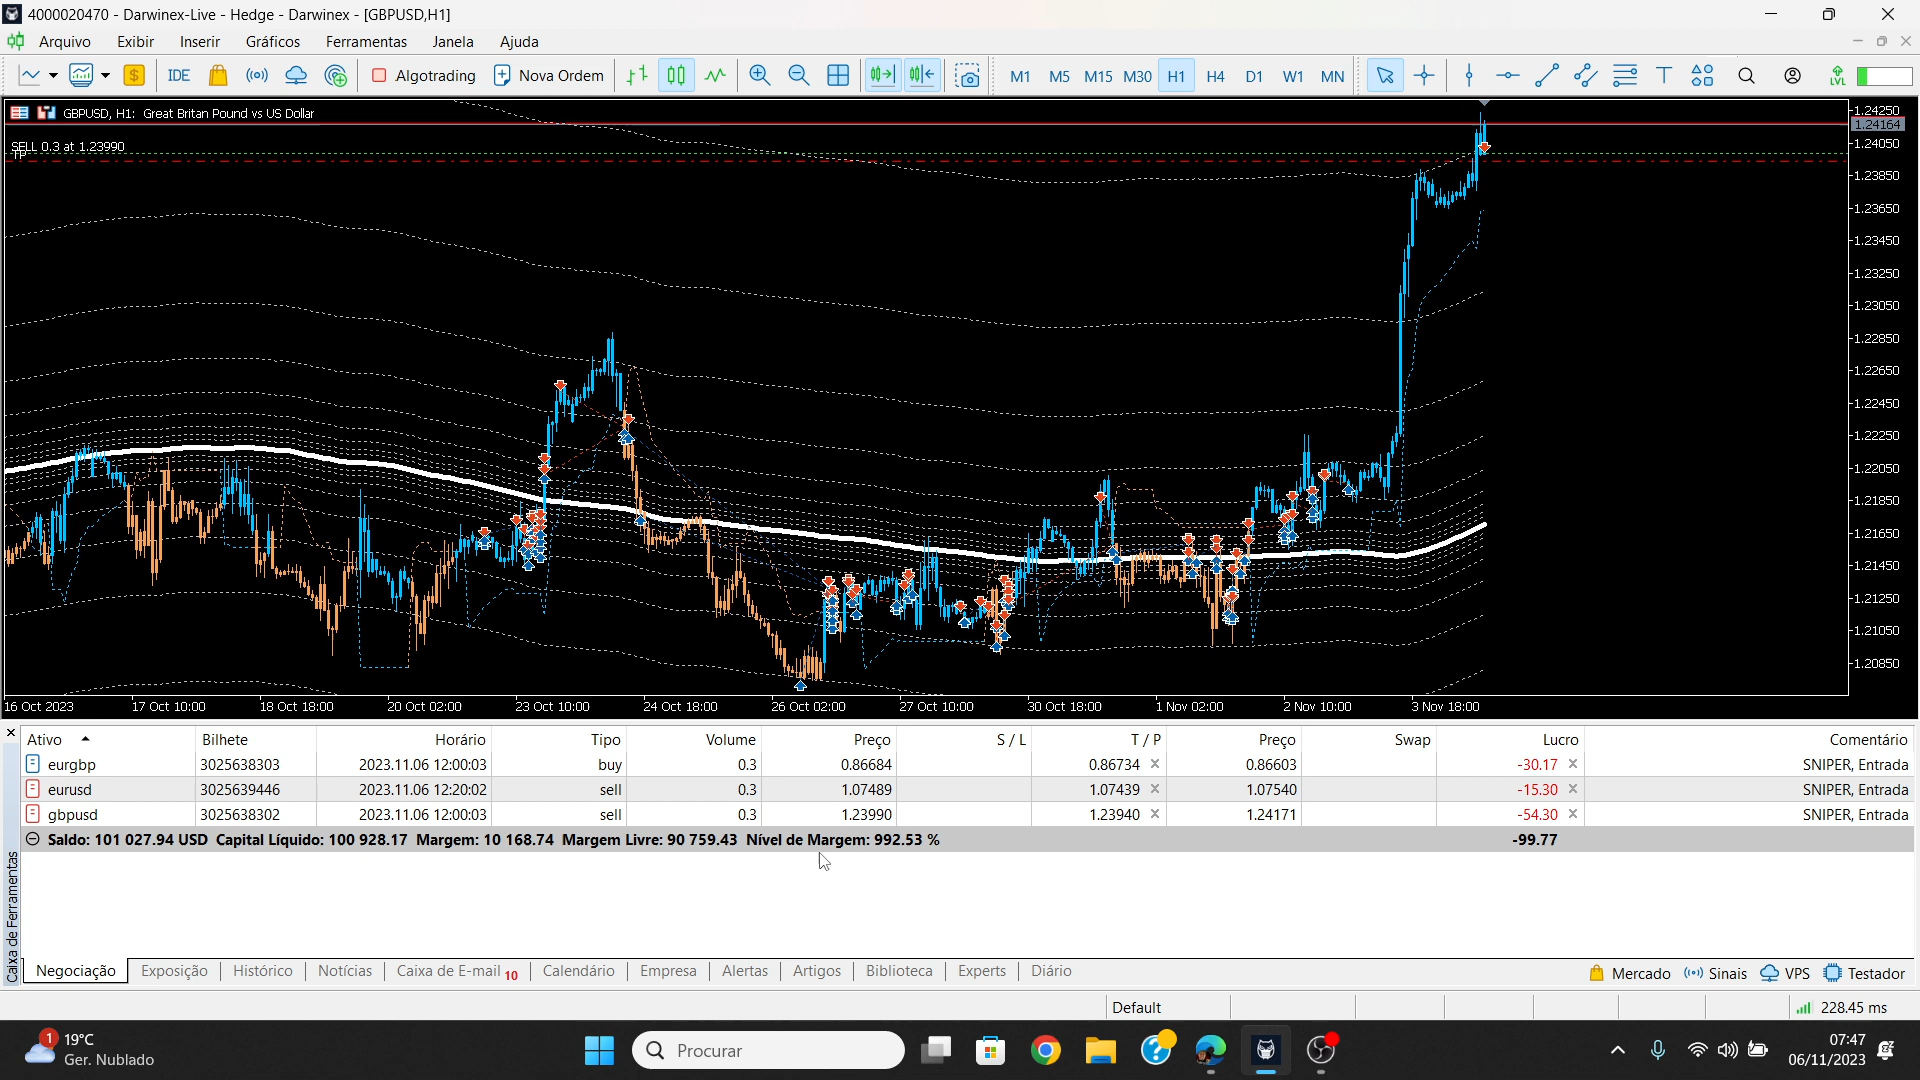 4000020470 - Darwinex-Live - Hedge - Darwinex - [GBPUSD,H1]
Arquivo Exibir Inserir Gráficos Ferramentas Janela Ajuda
IDE Algotrading Nova Ordem M1 M5 M15 M30 H1 H4 D1 W1 MN LVL
GBPUSD, H1: Great Britan Pound vs US Dollar
SELL 0.3 at 1.23990
TP
1.24250
1.24164
1.24050
1.23850
1.23650
1.23450
1.23250
1.23050
1.22850
1.22650
1.22450
1.22250
1.22050
1.21850
1.21650
1.21450
1.21250
1.21050
1.20850
16 Oct 2023 17 Oct 10:00 18 Oct 18:00 20 Oct 02:00 23 Oct 10:00 24 Oct 18:00 26 Oct 02:00 27 Oct 10:00 30 Oct 18:00 1 Nov 02:00 2 Nov 10:00 3 Nov 18:00
Ativo Bilhete Horário Tipo Volume Preço S / L T / P Preço Swap Lucro Comentário
eurgbp 3025638303 2023.11.06 12:00:03 buy 0.3 0.86684 0.86734 0.86603 -30.17 SNIPER, Entrada
eurusd 3025639446 2023.11.06 12:20:02 sell 0.3 1.07489 1.07439 1.07540 -15.30 SNIPER, Entrada
gbpusd 3025638302 2023.11.06 12:00:03 sell 0.3 1.23990 1.23940 1.24171 -54.30 SNIPER, Entrada
Saldo: 101 027.94 USD Capital Líquido: 100 928.17 Margem: 10 168.74 Margem Livre: 90 759.43 Nível de Margem: 992.53 % -99.77
Caixa de Ferramentas
Negociação Exposição Histórico Notícias Caixa de E-mail 10 Calendário Empresa Alertas Artigos Biblioteca Experts Diário Mercado Sinais VPS Testador
Default 228.45 ms
1 19°C
Ger. Nublado
Procurar
07:47
06/11/2023